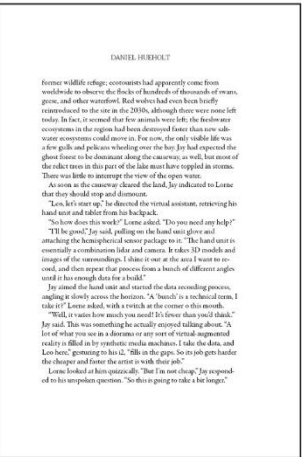 DANIEL HUEHOLT
former wildlife refuge; ecotourists had apparently come from
worldwide to observe the flocks of hundreds of thousands of swans,
geese, and other waterfowl. Red wolves had even been briefly
reintroduced to the site in the 2030s, although there were none left
today. In fact, it seemed that few animals were left; the freshwater
ecosystems in the region had been destroyed faster than new salt-
water ecosystems could move in. For now, the only visible life was
a few gulls and pelicans wheeling over the bay. Jay had expected the
ghost forest to be dominant along the causeway, as well, but most of
the relict trees in this part of the lake must have toppled in storms.
There was little to interrupt the view of the open water.
As soon as the causeway cleared the land, Jay indicated to Lorne
that they should stop and dismount.
"Leo, let's start up," he directed the virtual assistant, retrieving his
hand unit and tablet from his backpack.
"So how does this work?" Lorne asked. "Do you need any help?"
"I'll be good," Jay said, pulling on the hand unit glove and
attaching the hemispherical sensor package to it. "The hand unit is
essentially a combination lidar and camera. It takes 3D models and
images of the surroundings. I shine it out at the area I want to re-
cord, and then repeat that process from a bunch of different angles
until it has enough data for a build."
Jay aimed the hand unit and started the data recording process,
angling it slowly across the horizon. "A 'bunch' is a technical term, I
take it?" Lorne asked, with a twitch at the corner of his mouth.
"Well, it varies how much you need! It's fewer than you'd think."
Jay said. This was something he actually enjoyed talking about. "A
lot of what you see in a diorama or any sort of virtual-augmented
reality is filled in by synthetic media machines. I take the data, and
Leo here," gesturing to his i2, "fills in the gaps. So its job gets harder
the cheaper and faster the artist is with their job."
Lorne looked at him quizzically. "But I'm not cheap," Jay respond-
ed to his unspoken question. "So this is going to take a bit longer."